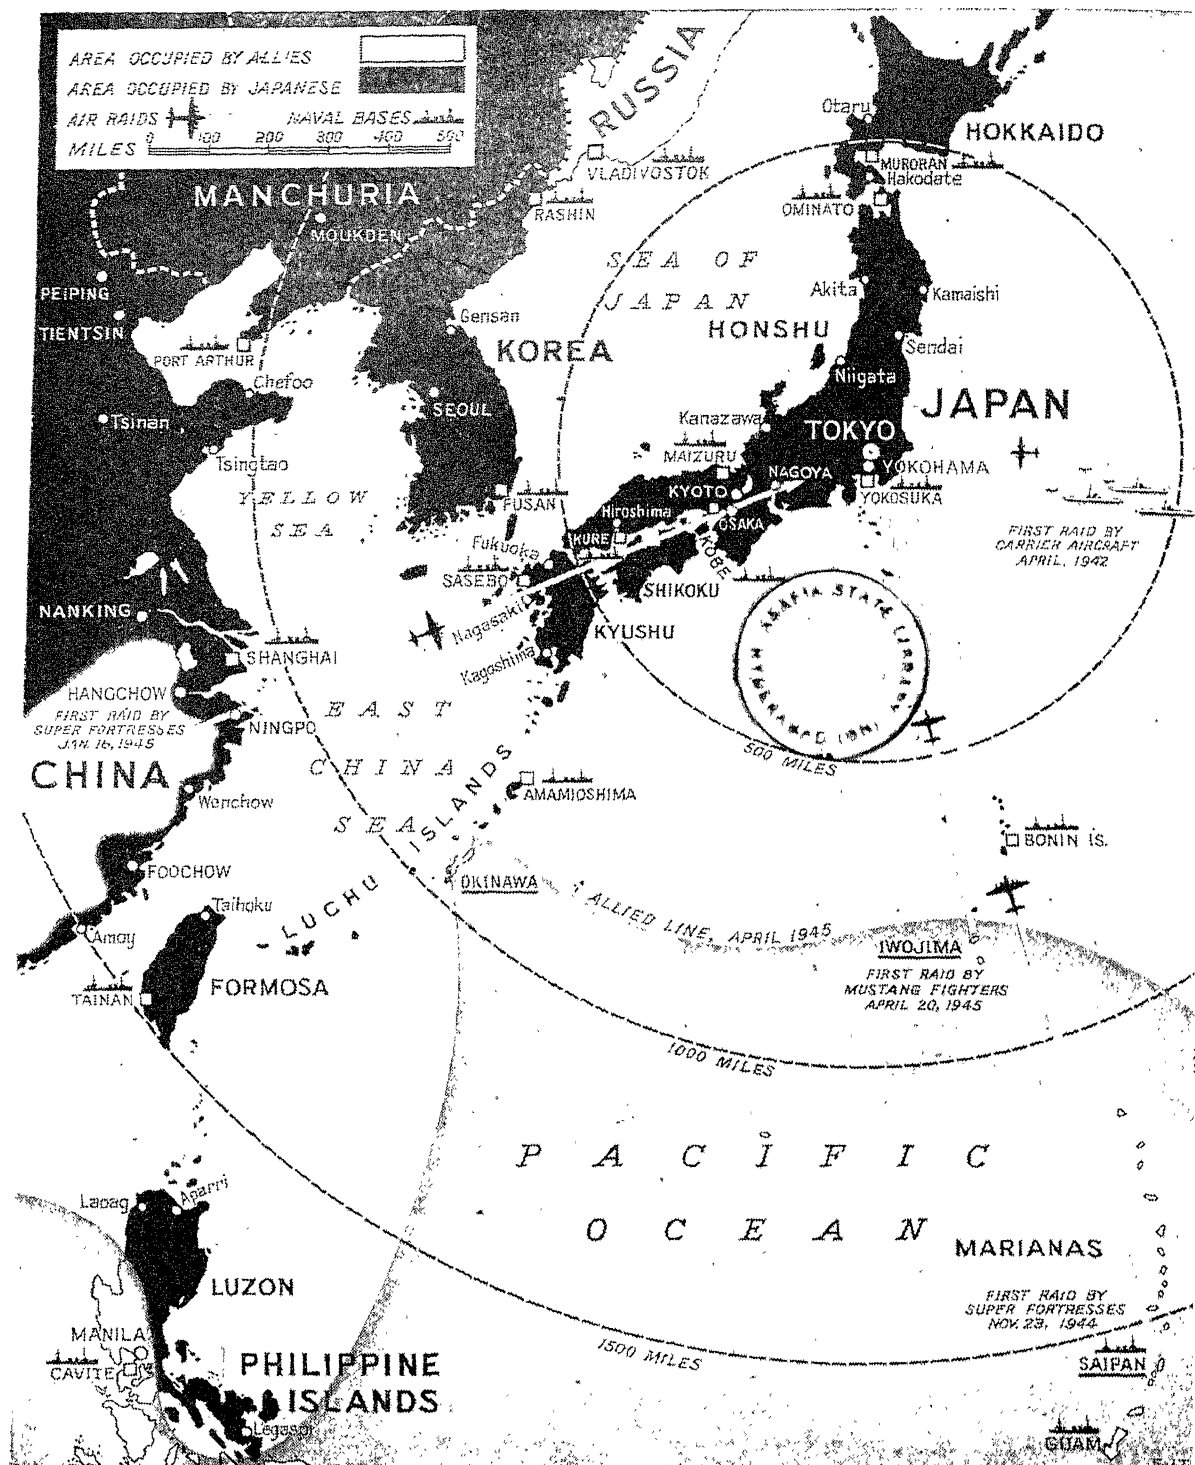 AREA OCCUPIED BY ALLIES
AREA OCCUPIED BY JAPANESE
AIR RAIDS NAVAL BASES
0 100 200 300 400 500
MILES
RUSSIA
VLADIVOSTOK
RASHIN
MANCHURIA
MOUKDEN
PEIPING
TIENTSIN
PORT ARTHUR
Chefoo
Tsinan
Tsingtao
YELLOW
SEA
Gensan
KOREA
SEOUL
FUSAN
SEA OF
JAPAN
Otaru
HOKKAIDO
MURORAN
Hakodate
OMINATO
Akita
Kamaishi
HONSHU
Sendai
Niigata
JAPAN
Kanazawa
TOKYO
MAIZURU
YOKOHAMA
NAGOYA
KYOTO
YOKOSUKA
Hiroshima
OSAKA
KURE
KOBE
Fukuoka
SASEBO
SHIKOKU
Nagasaki
KYUSHU
Kagoshima
FIRST RAID BY
CARRIER AIRCRAFT
APRIL, 1942
NANKING
SHANGHAI
HANGCHOW
FIRST RAID BY
SUPER FORTRESSES
JAN. 16, 1945
NINGPO
CHINA
Wenchow
FOOCHOW
Amoy
EAST
CHINA
SEA
LUCHU ISLANDS
AMAMIOSHIMA
OKINAWA
500 MILES
BONIN IS.
ALLIED LINE, APRIL 1945
IWOJIMA
FIRST RAID BY
MUSTANG FIGHTERS
APRIL 20, 1945
Taihoku
TAINAN
FORMOSA
1000 MILES
PACIFIC
OCEAN
Laoag
Aparri
LUZON
MANILA
CAVITE
PHILIPPINE
ISLANDS
Legaspi
1500 MILES
MARIANAS
FIRST RAID BY
SUPER FORTRESSES
NOV. 23, 1944
SAIPAN
GUAM